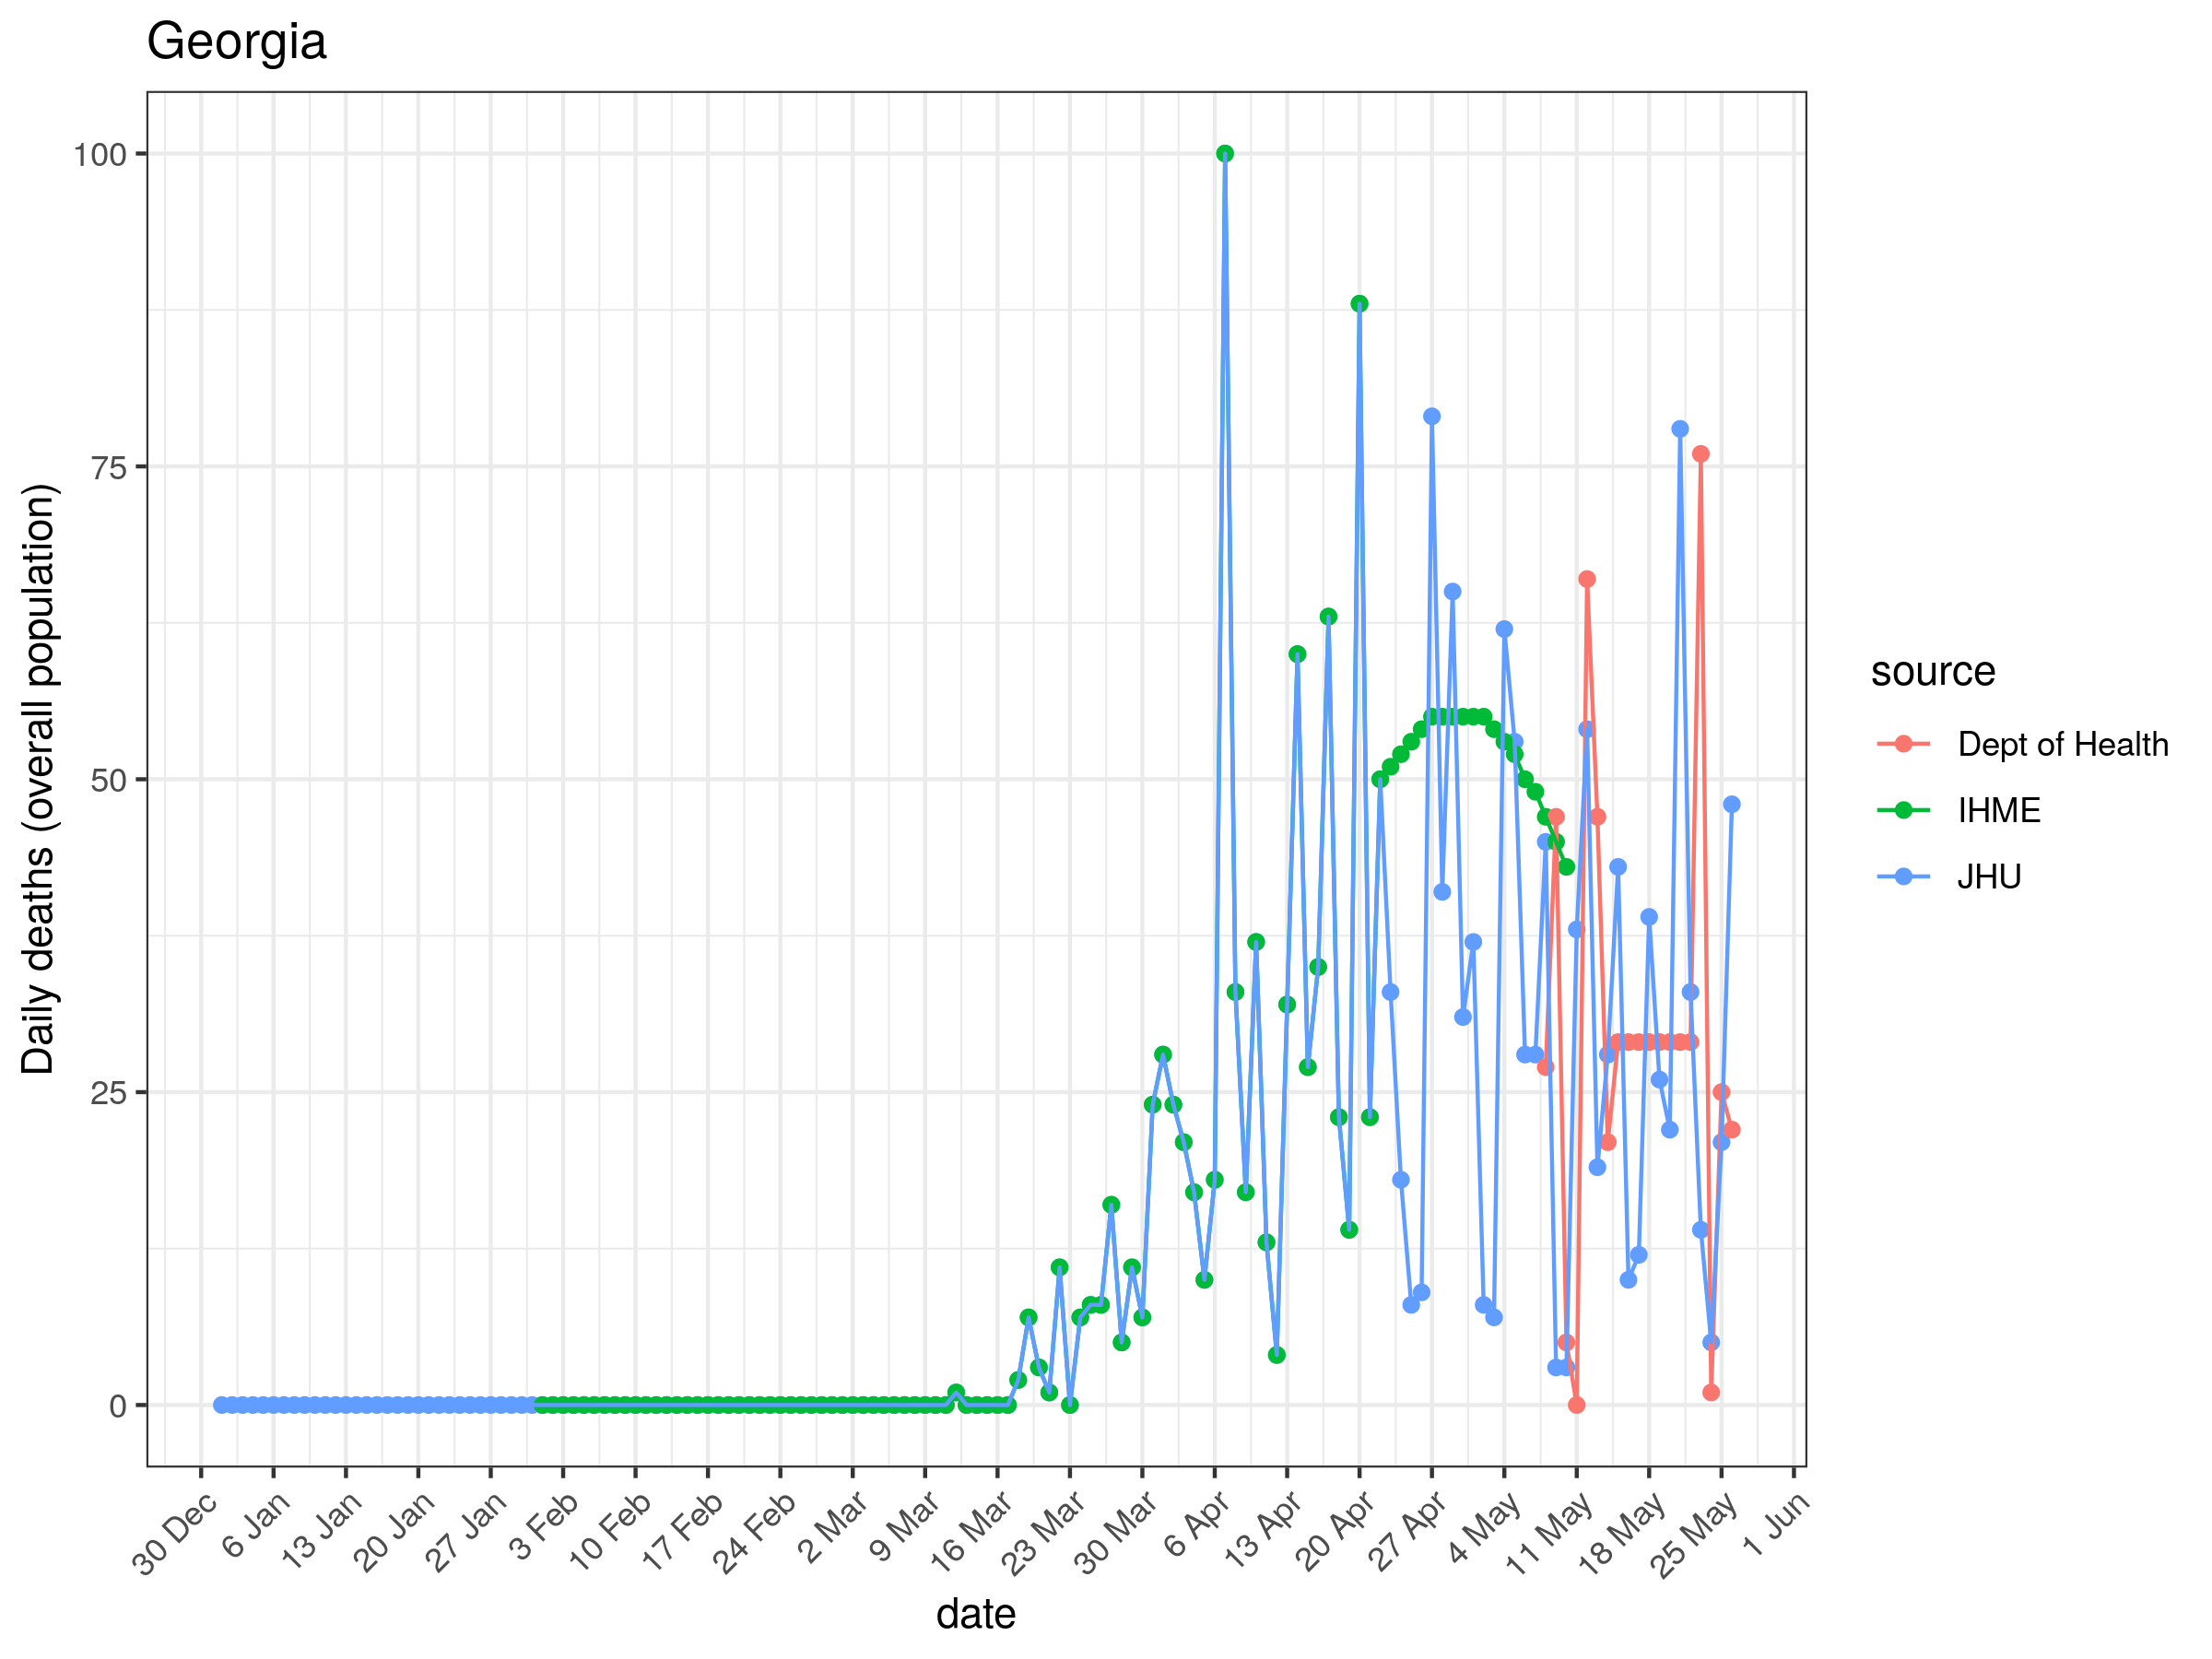 Georgia
Daily deaths (overall population)
100
75
50
25
0
30 Dec
6 Jan
13 Jan
20 Jan
27 Jan
3 Feb
10 Feb
17 Feb
24 Feb
2 Mar
9 Mar
16 Mar
23 Mar
30 Mar
6 Apr
13 Apr
20 Apr
27 Apr
4 May
11 May
18 May
25 May
1 Jun
date
source
Dept of Health
IHME
JHU